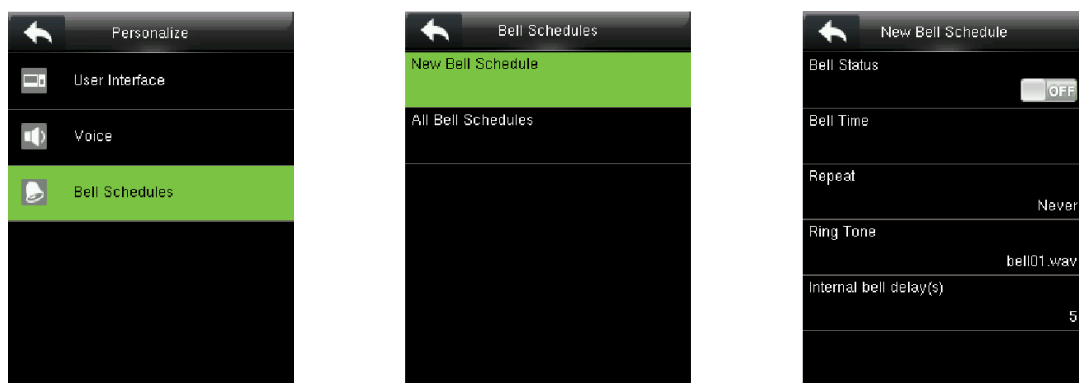 Personalize
User Interface
Voice
Bell Schedules
Bell Schedules
New Bell Schedule
All Bell Schedules
New Bell Schedule
Bell Status
OFF
Bell Time
Repeat
Never
Ring Tone
bell01.wav
Internal bell delay(s)
5